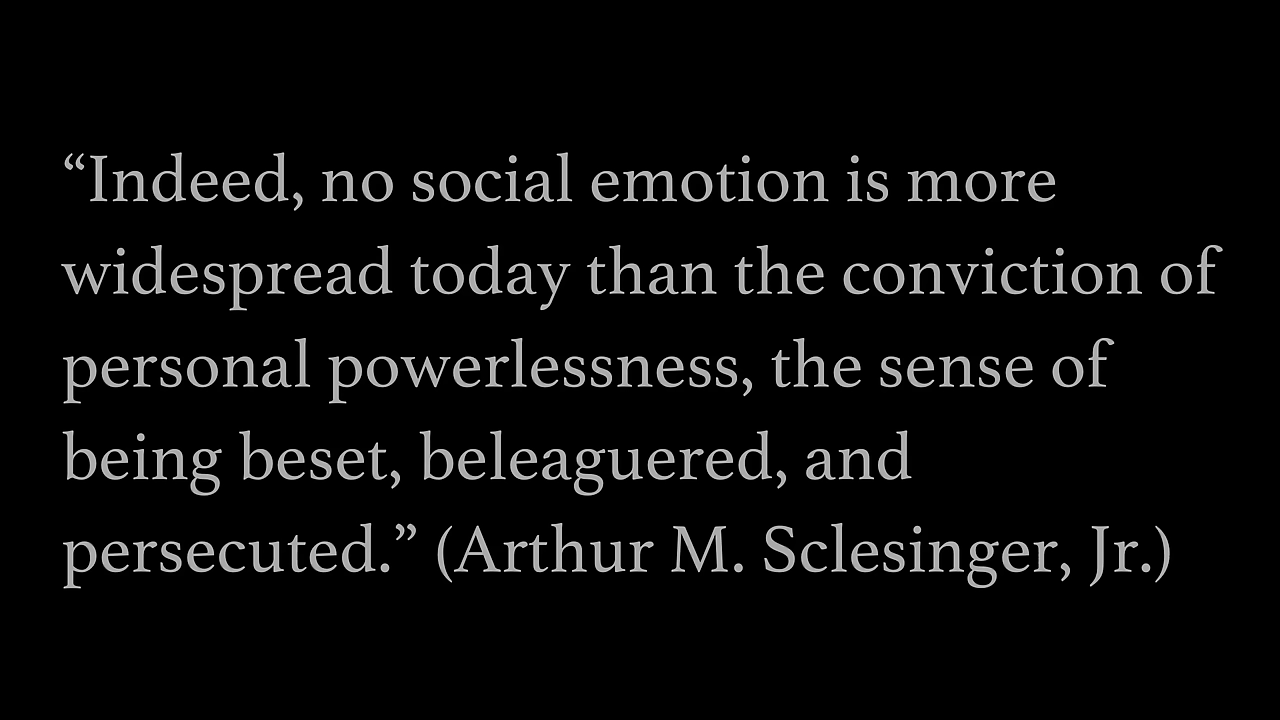 “Indeed, no social emotion is more
widespread today than the conviction of
personal powerlessness, the sense of
being beset, beleaguered, and
persecuted.” (Arthur M. Sclesinger, Jr.)